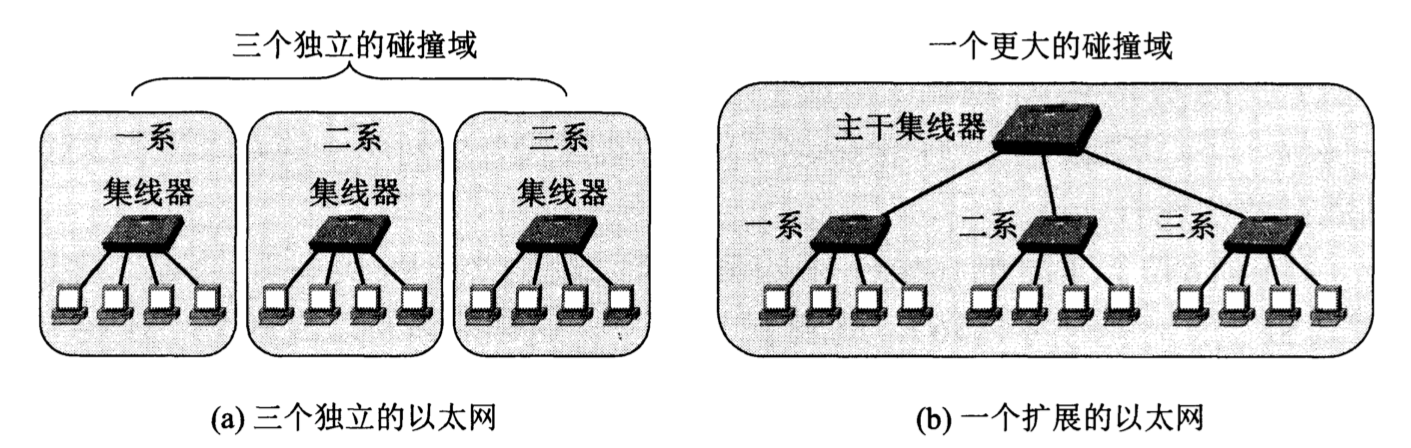 三个独立的碰撞域
一系
集线器
二系
集线器
三系
集线器
(a) 三个独立的以太网
一个更大的碰撞域
主干集线器
一系
二系
三系
(b) 一个扩展的以太网